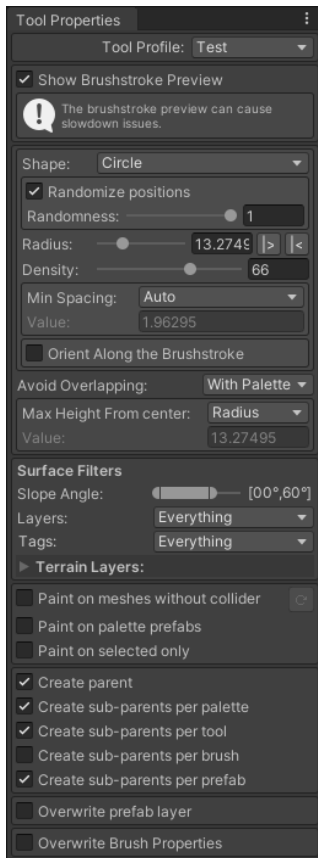 Tool Properties
Tool Profile: Test
Show Brushstroke Preview
The brushstroke preview can cause
slowdown issues.
Shape: Circle
Randomize positions
Randomness: 1
Radius: 13.2749 |> |<
Density: 66
Min Spacing: Auto
Value: 1.96295
Orient Along the Brushstroke
Avoid Overlapping: With Palette
Max Height From center: Radius
Value: 13.27495
Surface Filters
Slope Angle: [00°,60°]
Layers: Everything
Tags: Everything
Terrain Layers:
Paint on meshes without collider
Paint on palette prefabs
Paint on selected only
Create parent
Create sub-parents per palette
Create sub-parents per tool
Create sub-parents per brush
Create sub-parents per prefab
Overwrite prefab layer
Overwrite Brush Properties